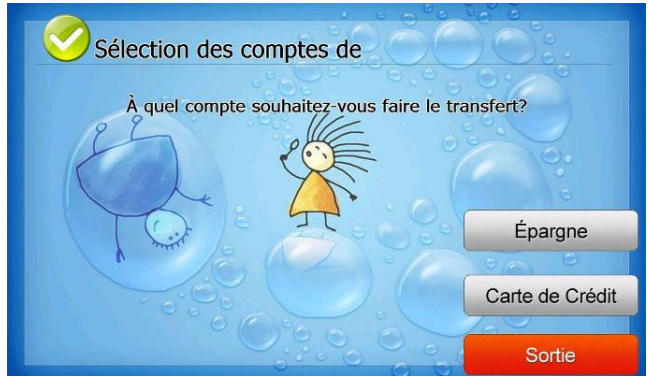 Sélection des comptes de
À quel compte souhaitez-vous faire le transfert?
Épargne
Carte de Crédit
Sortie